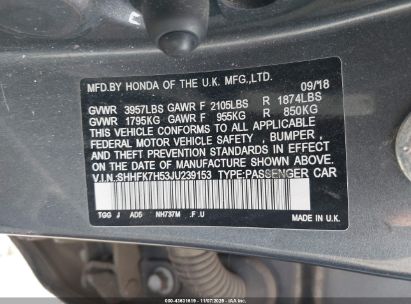 MFD.BY HONDA OF THE U.K. MFG.,LTD.
09/18
GVWR 3957LBS GAWR F 2105LBS R 1874LBS
GVWR 1795KG GAWR F 955KG R 850KG
THIS VEHICLE CONFORMS TO ALL APPLICABLE
FEDERAL MOTOR VEHICLE SAFETY, BUMPER,
AND THEFT PREVENTION STANDARDS IN EFFECT
ON THE DATE OF MANUFACTURE SHOWN ABOVE.
V.I.N.:SHHFK7H53JU239153 TYPE:PASSENGER CAR
TGG J AD5 NH737M .F .U MADE IN U.K.